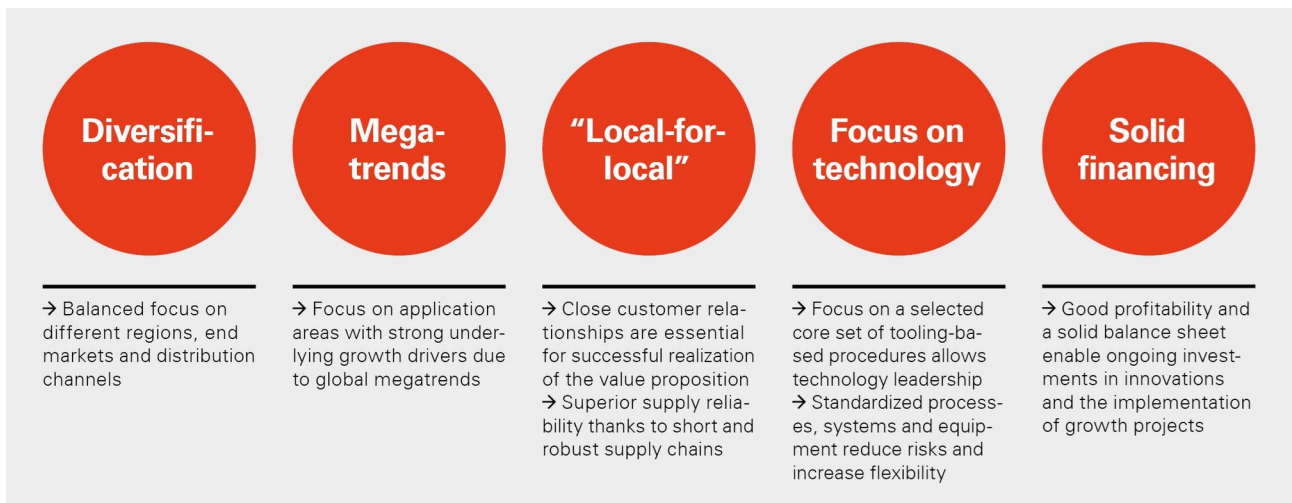 Diversifi-
cation
Mega-
trends
“Local-for-
local”
Focus on
technology
Solid
financing
→ Balanced focus on
different regions, end
markets and distribution
channels
→ Focus on application
areas with strong under-
lying growth drivers due
to global megatrends
→ Close customer rela-
tionships are essential
for successful realization
of the value proposition
→ Superior supply relia-
bility thanks to short and
robust supply chains
→ Focus on a selected
core set of tooling-ba-
sed procedures allows
technology leadership
→ Standardized process-
es, systems and equip-
ment reduce risks and
increase flexibility
→ Good profitability and
a solid balance sheet
enable ongoing invest-
ments in innovations
and the implementation
of growth projects